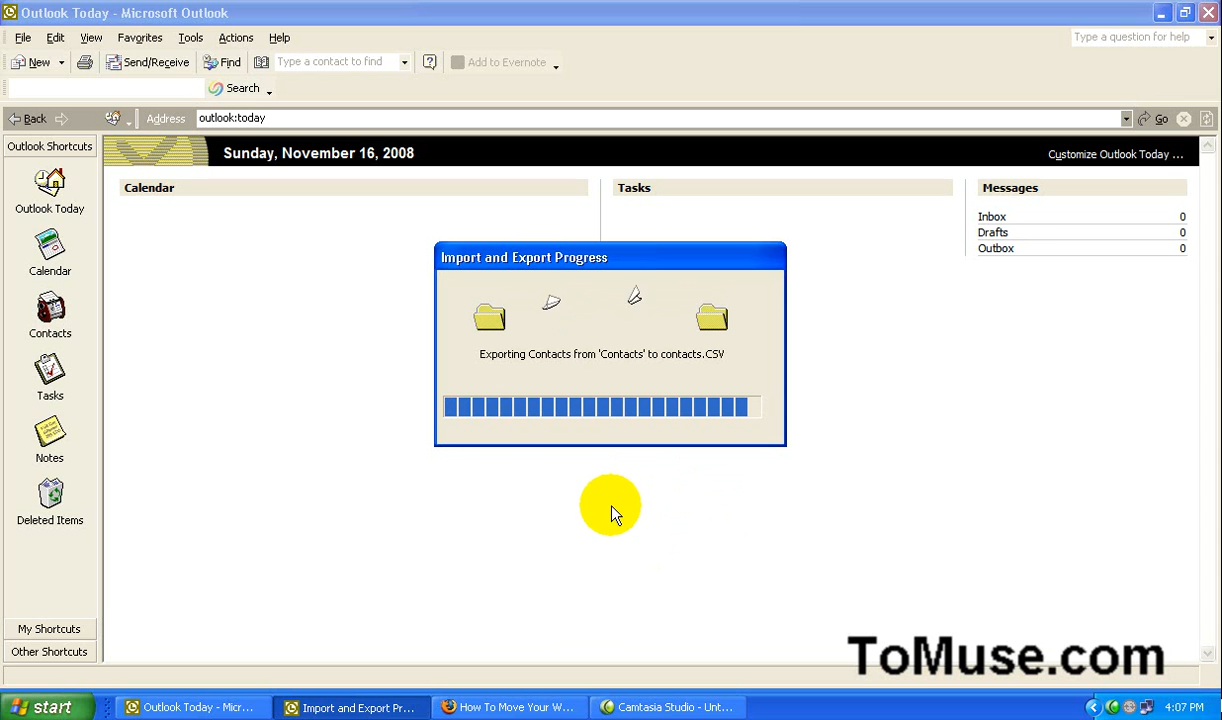 Outlook Today - Microsoft Outlook
File Edit View Favorites Tools Actions Help
Type a question for help
New Send/Receive Find Type a contact to find Add to Evernote
Search
Back Address outlook:today Go
Outlook Shortcuts
Sunday, November 16, 2008
Customize Outlook Today ...
Calendar Tasks Messages
Inbox 0
Drafts 0
Outbox 0
Outlook Today
Calendar
Contacts
Tasks
Notes
Deleted Items
Import and Export Progress
Exporting Contacts from 'Contacts' to contacts.CSV
My Shortcuts
Other Shortcuts
ToMuse.com
start Outlook Today - Micr... Import and Export Pr... How To Move Your W... Camtasia Studio - Unt... 4:07 PM